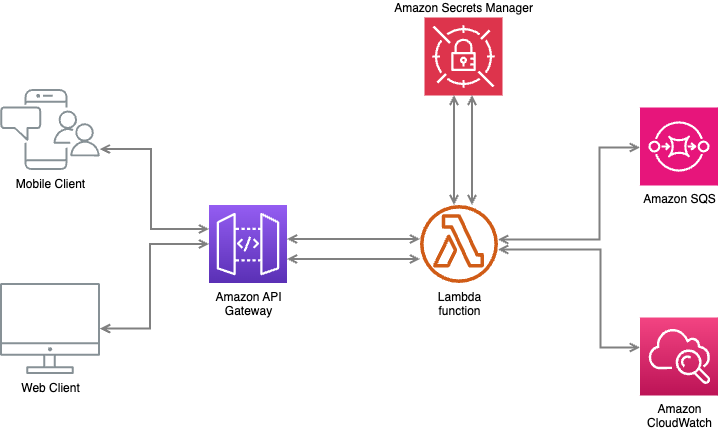 Amazon Secrets Manager
Mobile Client
Amazon SQS
Amazon API
Gateway
Lambda
function
Web Client
Amazon
CloudWatch